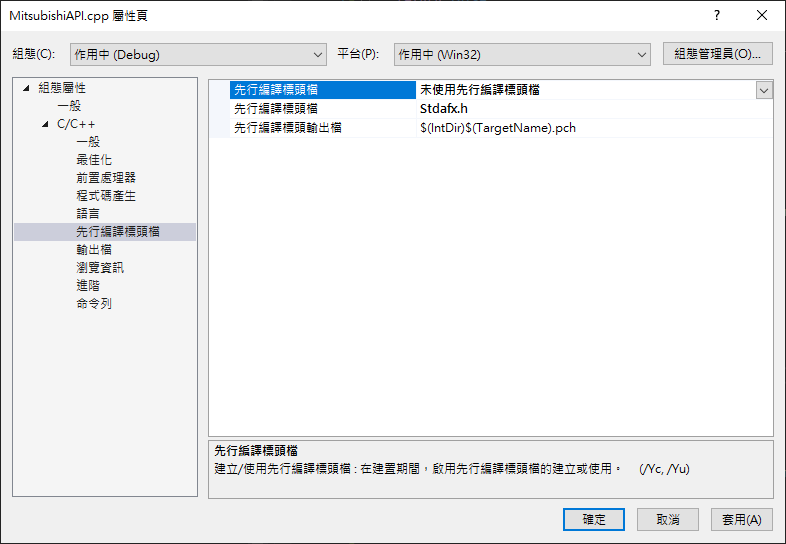 MitsubishiAPI.cpp 屬性頁
組態(C): 作用中 (Debug) 平台(P): 作用中 (Win32) 組態管理員(O)...
組態屬性
一般
C/C++
一般
最佳化
前置處理器
程式碼產生
語言
先行編譯標頭檔
輸出檔
瀏覽資訊
進階
命令列
先行編譯標頭檔 未使用先行編譯標頭檔
先行編譯標頭檔 Stdafx.h
先行編譯標頭輸出檔 $(IntDir)$(TargetName).pch
先行編譯標頭檔
建立/使用先行編譯標頭檔 : 在建置期間，啟用先行編譯標頭檔的建立或使用。 (/Yc, /Yu)
確定 取消 套用(A)